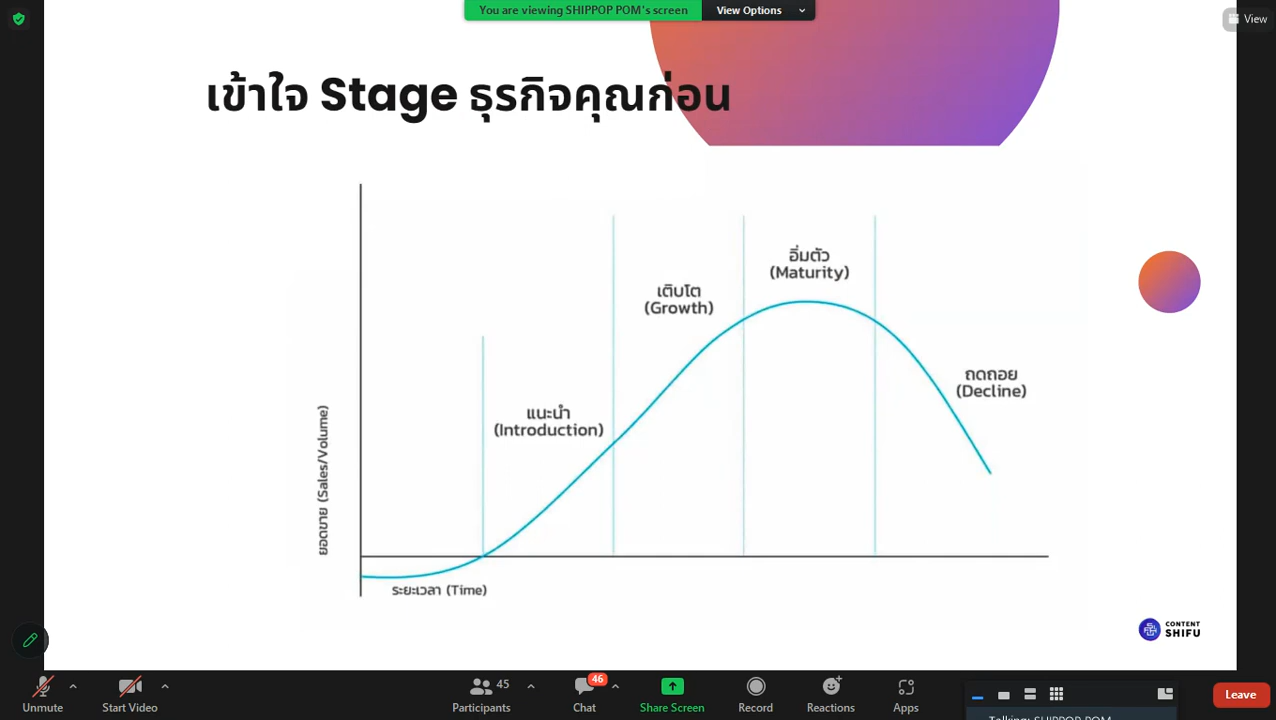 You are viewing SHIPPOP POM's screen
View Options
View
เข้าใจ Stage ธุรกิจคุณก่อน
อิ่มตัว
(Maturity)
เติบโต
(Growth)
ถดถอย
(Decline)
แนะนำ
(Introduction)
ยอดขาย (Sales/Volume)
ระยะเวลา (Time)
CONTENT
SHIFU
45
46
Unmute
Start Video
Participants
Chat
Share Screen
Record
Reactions
Apps
Leave
Talking: SHIPPOP POM